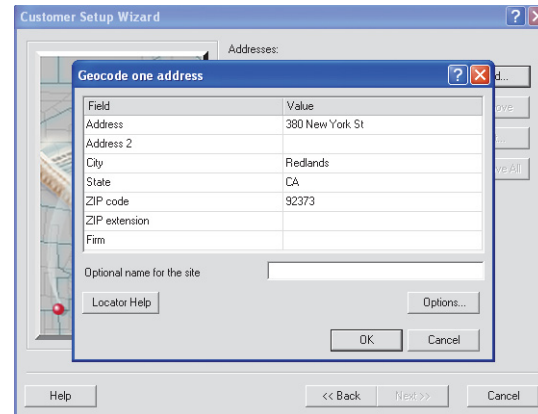 Customer Setup Wizard
Addresses:
Geocode one address
Field Value
Address 380 New York St
Address 2
City Redlands
State CA
ZIP code 92373
ZIP extension
Firm
Optional name for the site
Locator Help Options...
OK Cancel
Help << Back Next >> Cancel